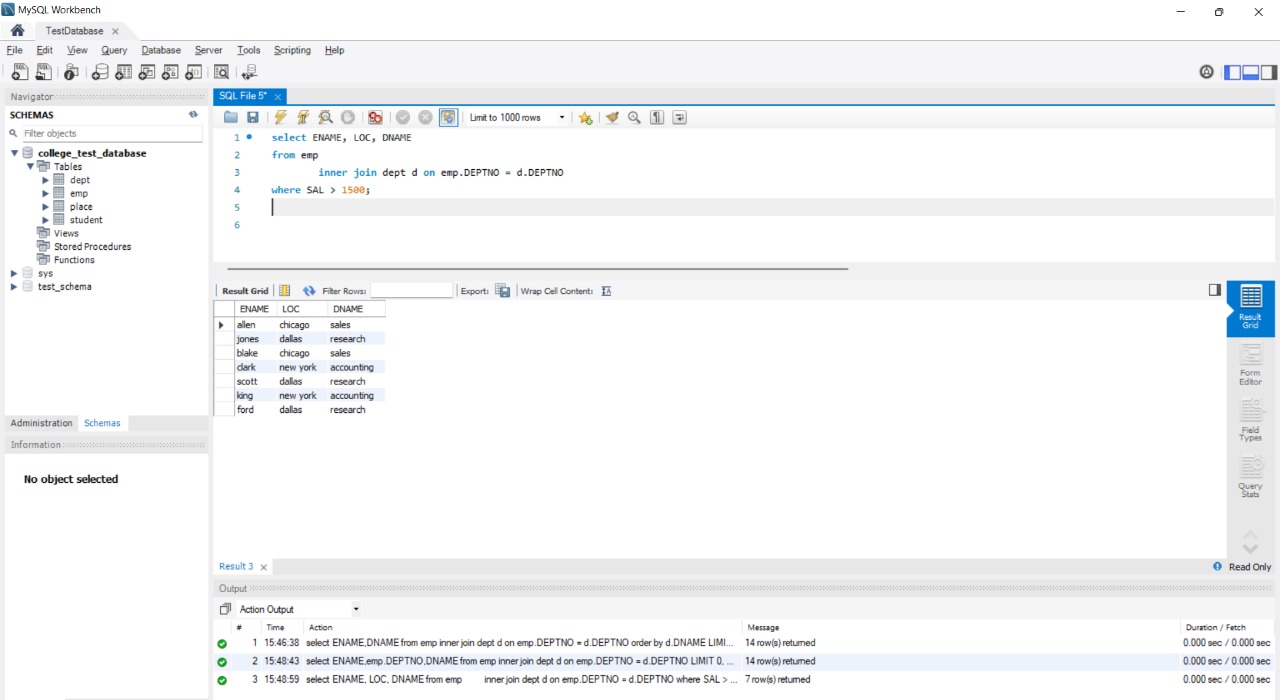 MySQL Workbench
TestDatabase
File Edit View Query Database Server Tools Scripting Help
Navigator
SCHEMAS
Filter objects
college_test_database
Tables
dept
emp
place
student
Views
Stored Procedures
Functions
sys
test_schema
Administration Schemas
Information
No object selected
SQL File 5*
Limit to 1000 rows
1 select ENAME, LOC, DNAME
2 from emp
3 inner join dept d on emp.DEPTNO = d.DEPTNO
4 where SAL > 1500;
5
6
Result Grid Filter Rows: Export: Wrap Cell Content:
ENAME LOC DNAME
allen chicago sales
jones dallas research
blake chicago sales
clark new york accounting
scott dallas research
king new york accounting
ford dallas research
Result Grid
Form Editor
Field Types
Query Stats
Result 3 Read Only
Output
Action Output
# Time Action Message Duration / Fetch
1 15:46:38 select ENAME,DNAME from emp inner join dept d on emp.DEPTNO = d.DEPTNO order by d.DNAME LIMI... 14 row(s) returned 0.000 sec / 0.000 sec
2 15:48:43 select ENAME,emp.DEPTNO,DNAME from emp inner join dept d on emp.DEPTNO = d.DEPTNO LIMIT 0, ... 14 row(s) returned 0.000 sec / 0.000 sec
3 15:48:59 select ENAME, LOC, DNAME from emp inner join dept d on emp.DEPTNO = d.DEPTNO where SAL > ... 7 row(s) returned 0.000 sec / 0.000 sec